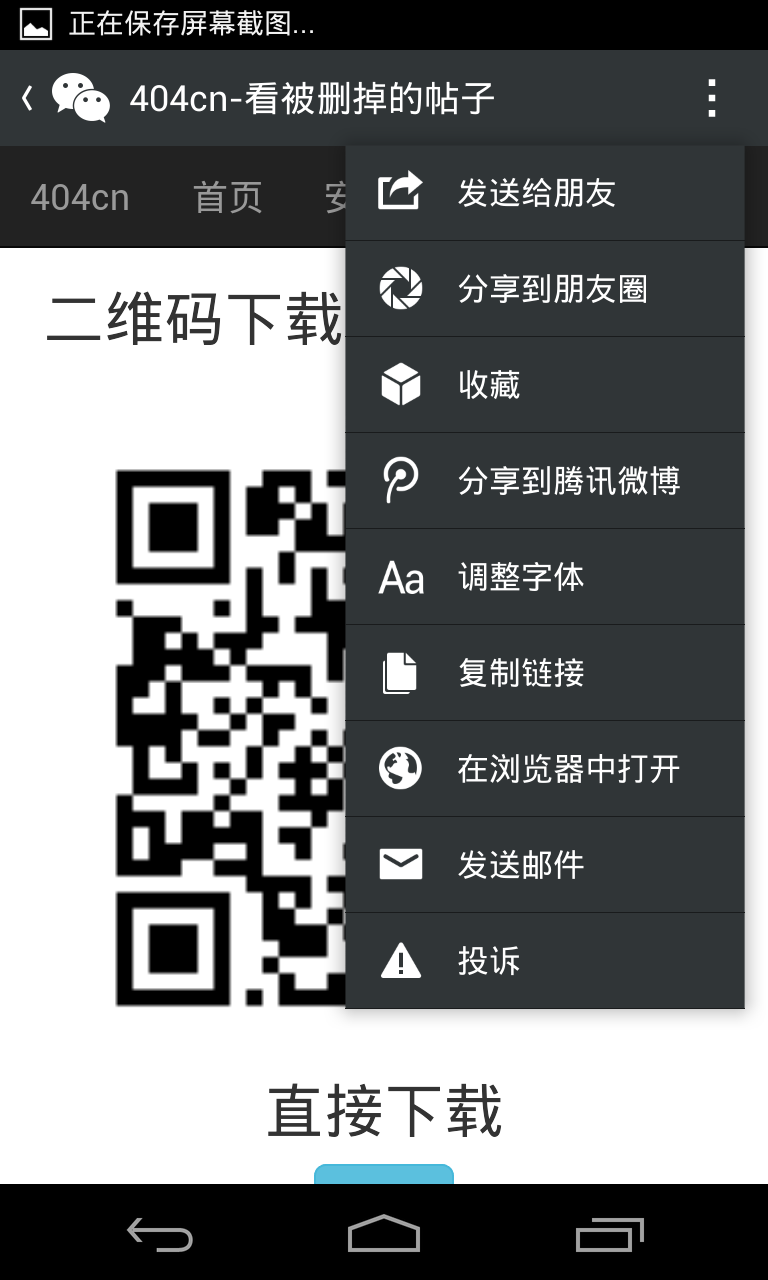 正在保存屏幕截图...
404cn-看被删掉的帖子
404cn 首页
二维码下载
发送给朋友
分享到朋友圈
收藏
分享到腾讯微博
Aa 调整字体
复制链接
在浏览器中打开
发送邮件
投诉
直接下载